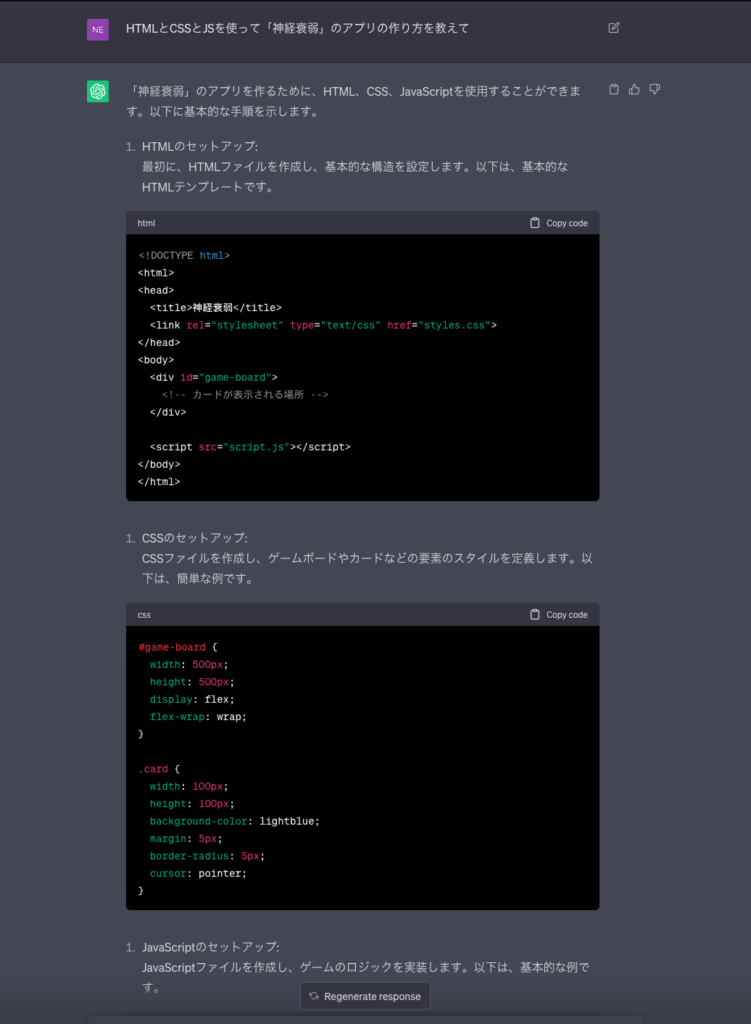 NE
HTMLとCSSとJSを使って「神経衰弱」のアプリの作り方を教えて
「神経衰弱」のアプリを作るために、HTML、CSS、JavaScriptを使用することができま
す。以下に基本的な手順を示します。
1. HTMLのセットアップ:
最初に、HTMLファイルを作成し、基本的な構造を設定します。以下は、基本的な
HTMLテンプレートです。
html Copy code
<!DOCTYPE html>
<html>
<head>
  <title>神経衰弱</title>
  <link rel="stylesheet" type="text/css" href="styles.css">
</head>
<body>
  <div id="game-board">
    <!-- カードが表示される場所 -->
  </div>
  <script src="script.js"></script>
</body>
</html>
1. CSSのセットアップ:
CSSファイルを作成し、ゲームボードやカードなどの要素のスタイルを定義します。以
下は、簡単な例です。
css Copy code
#game-board {
  width: 500px;
  height: 500px;
  display: flex;
  flex-wrap: wrap;
}
.card {
  width: 100px;
  height: 100px;
  background-color: lightblue;
  margin: 5px;
  border-radius: 5px;
  cursor: pointer;
}
1. JavaScriptのセットアップ:
JavaScriptファイルを作成し、ゲームのロジックを実装します。以下は、基本的な例で
す。
Regenerate response